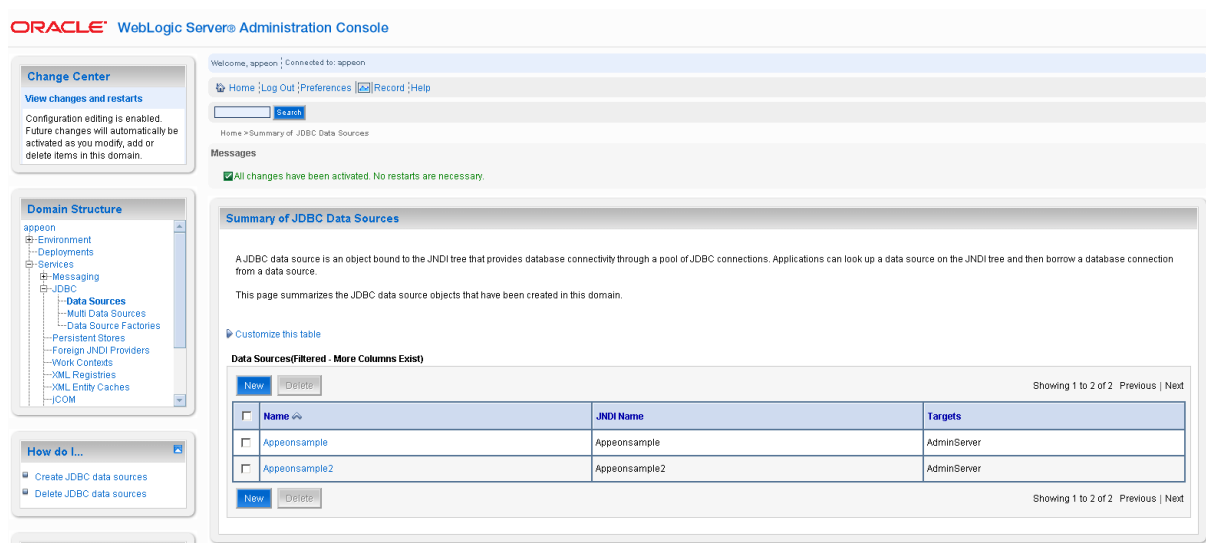 ORACLE® WebLogic Server® Administration Console
Change Center
View changes and restarts
Configuration editing is enabled.
Future changes will automatically be
activated as you modify, add or
delete items in this domain.
Domain Structure
appeon
Environment
Deployments
Services
Messaging
JDBC
Data Sources
Multi Data Sources
Data Source Factories
Persistent Stores
Foreign JNDI Providers
Work Contexts
XML Registries
XML Entity Caches
jCOM
How do I...
Create JDBC data sources
Delete JDBC data sources
Welcome, appeon Connected to: appeon
Home Log Out Preferences Record Help
Search
Home >Summary of JDBC Data Sources
Messages
All changes have been activated. No restarts are necessary.
Summary of JDBC Data Sources
A JDBC data source is an object bound to the JNDI tree that provides database connectivity through a pool of JDBC connections. Applications can look up a data source on the JNDI tree and then borrow a database connection
from a data source.
This page summarizes the JDBC data source objects that have been created in this domain.
Customize this table
Data Sources(Filtered - More Columns Exist)
New Delete Showing 1 to 2 of 2 Previous | Next
Name JNDI Name Targets
Appeonsample Appeonsample AdminServer
Appeonsample2 Appeonsample2 AdminServer
New Delete Showing 1 to 2 of 2 Previous | Next